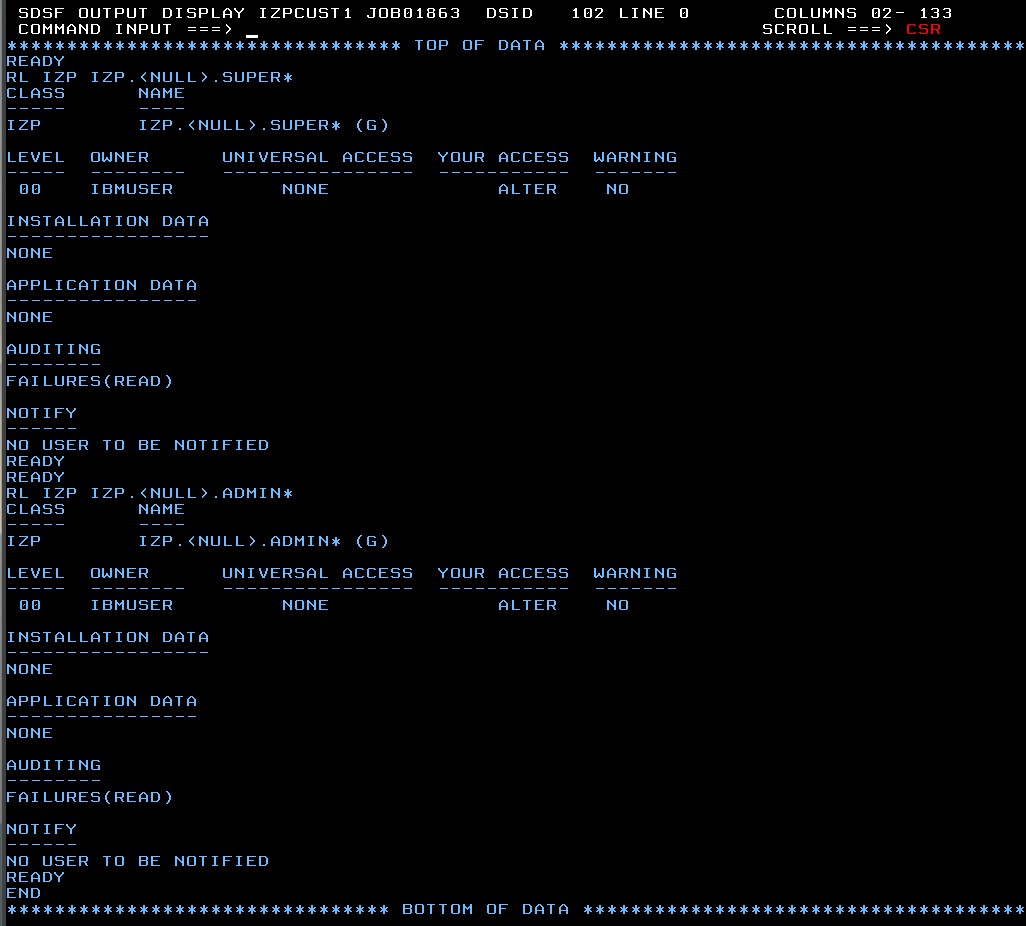 SDSF OUTPUT DISPLAY IZPCUST1 JOB01863  DSID   102 LINE 0       COLUMNS 02- 133
COMMAND INPUT ===> _                                            SCROLL ===> CSR
********************************* TOP OF DATA ***************************************
READY
RL IZP IZP.<NULL>.SUPER*
CLASS      NAME
-----      ----
IZP        IZP.<NULL>.SUPER* (G)
LEVEL  OWNER      UNIVERSAL ACCESS  YOUR ACCESS  WARNING
-----  --------   ----------------  -----------  -------
 00    IBMUSER         NONE              ALTER    NO
INSTALLATION DATA
-----------------
NONE
APPLICATION DATA
----------------
NONE
AUDITING
--------
FAILURES(READ)
NOTIFY
------
NO USER TO BE NOTIFIED
READY
READY
RL IZP IZP.<NULL>.ADMIN*
CLASS      NAME
-----      ----
IZP        IZP.<NULL>.ADMIN* (G)
LEVEL  OWNER      UNIVERSAL ACCESS  YOUR ACCESS  WARNING
-----  --------   ----------------  -----------  -------
 00    IBMUSER         NONE              ALTER    NO
INSTALLATION DATA
-----------------
NONE
APPLICATION DATA
----------------
NONE
AUDITING
--------
FAILURES(READ)
NOTIFY
------
NO USER TO BE NOTIFIED
READY
END
******************************** BOTTOM OF DATA *************************************